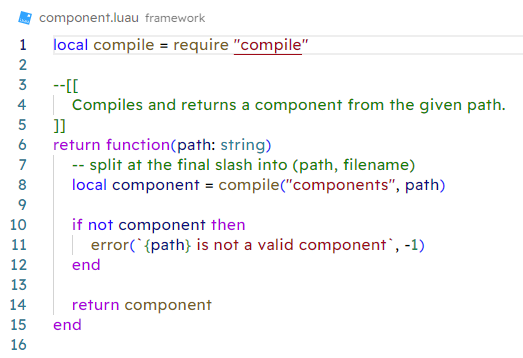 component.luau framework
1 local compile = require "compile"
2
3 --[[
4 Compiles and returns a component from the given path.
5 ]]
6 return function(path: string)
7 -- split at the final slash into (path, filename)
8 local component = compile("components", path)
9
10 if not component then
11 error(`{path} is not a valid component`, -1)
12 end
13
14 return component
15 end
16